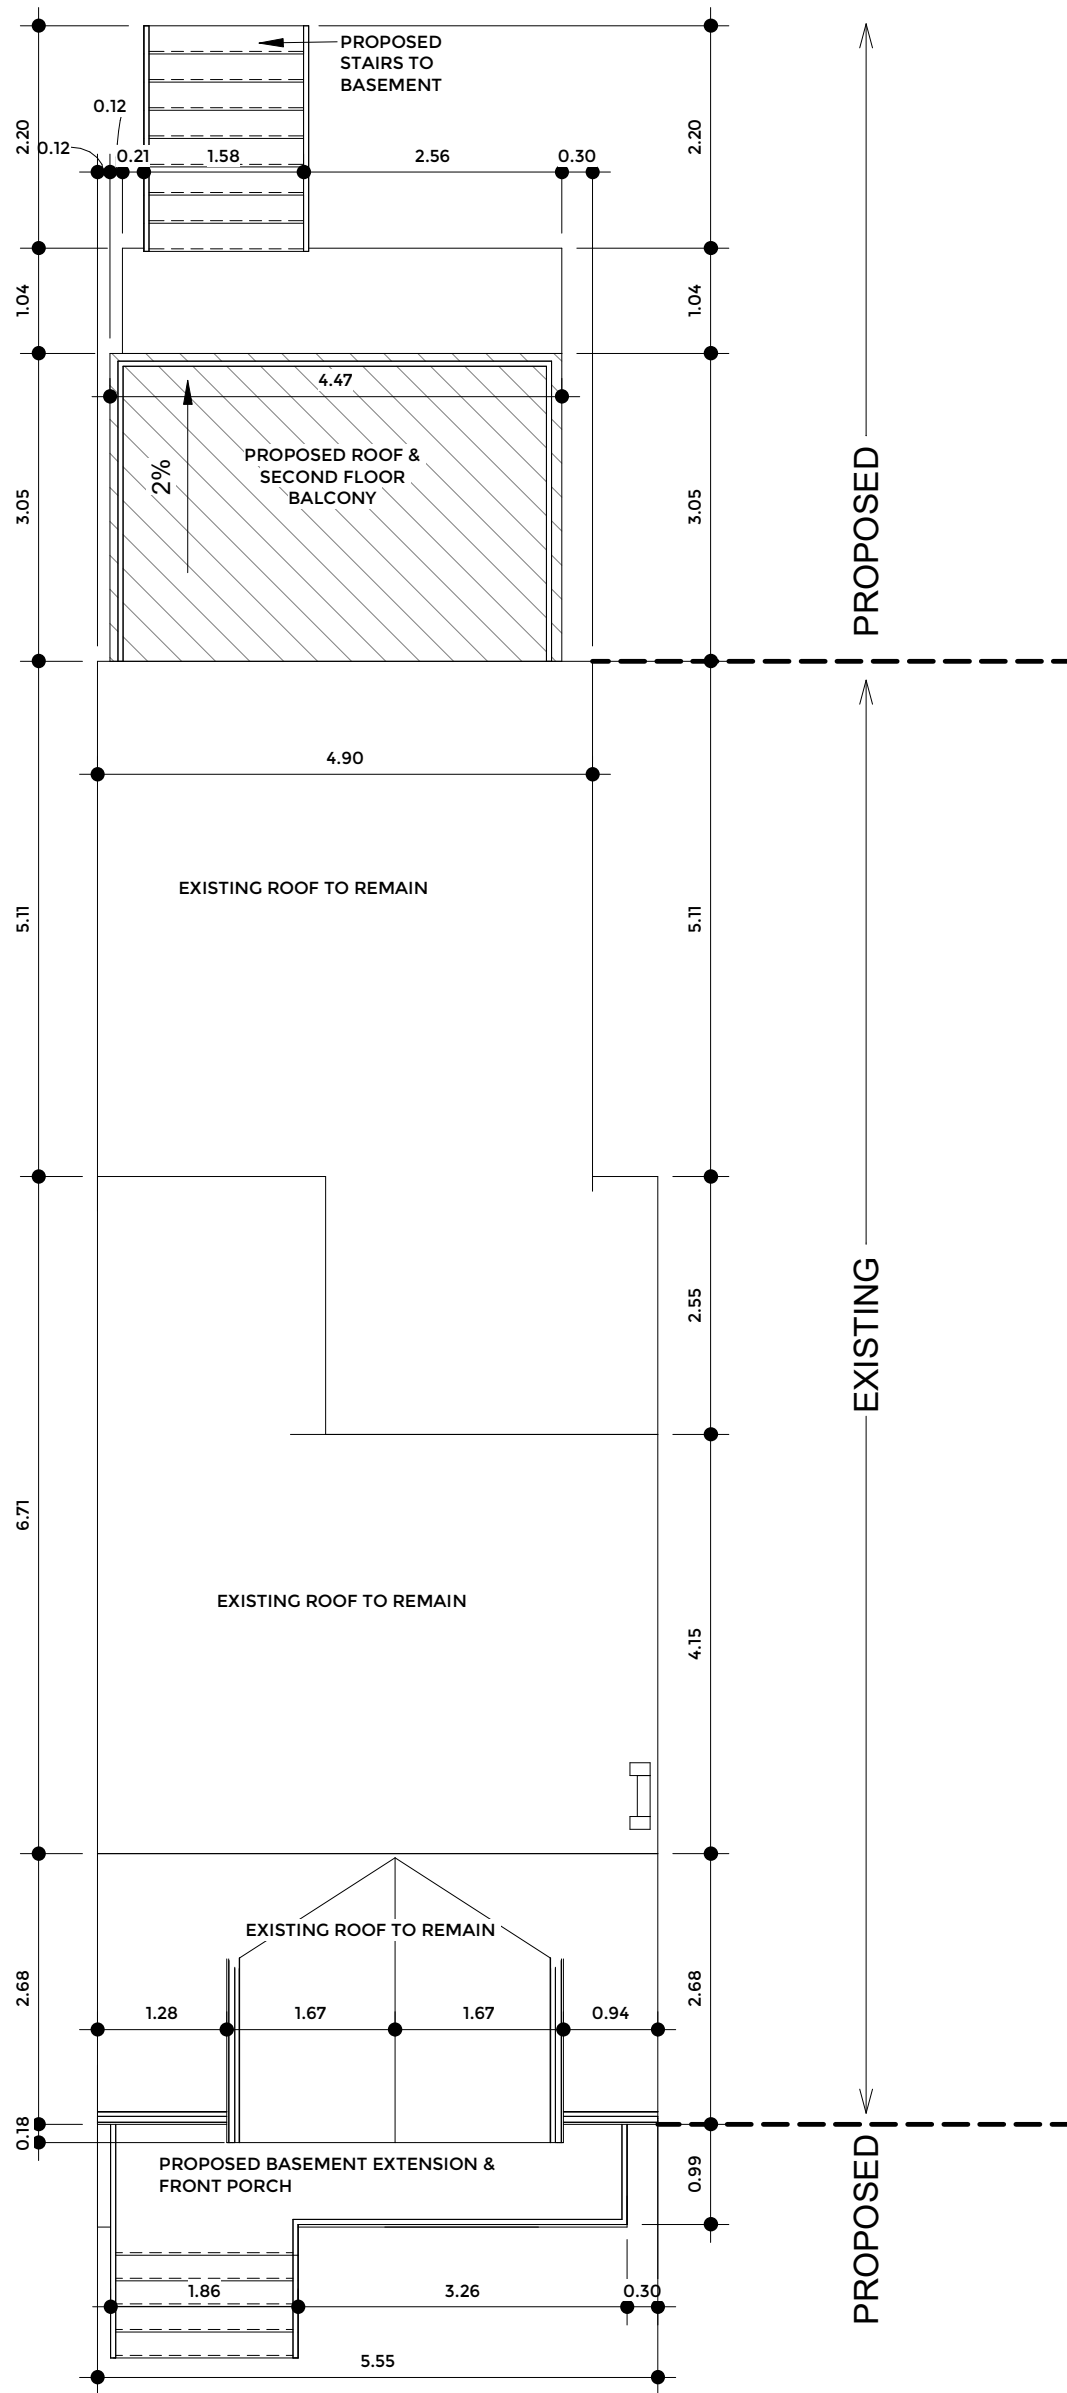 PROPOSED
STAIRS TO
BASEMENT
0.12
2.20
0.12
0.21
1.58
2.56
0.30
2.20
1.04
1.04
4.47
PROPOSED ROOF &
SECOND FLOOR
BALCONY
2%
3.05
3.05
PROPOSED
4.90
EXISTING ROOF TO REMAIN
5.11
5.11
2.55
EXISTING
6.71
EXISTING ROOF TO REMAIN
4.15
EXISTING ROOF TO REMAIN
2.68
2.68
1.28
1.67
1.67
0.94
0.18
PROPOSED BASEMENT EXTENSION &
FRONT PORCH
0.99
PROPOSED
1.86
3.26
0.30
5.55